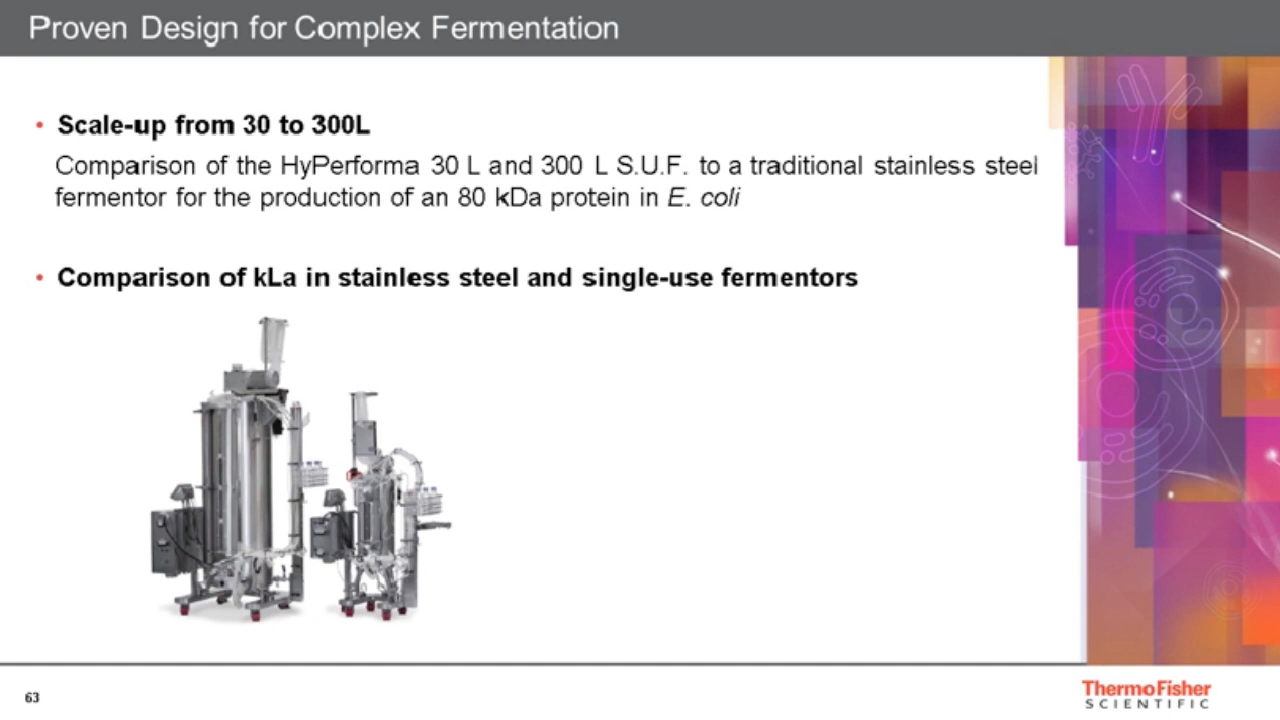 Proven Design for Complex Fermentation
• Scale-up from 30 to 300L
Comparison of the HyPerforma 30 L and 300 L S.U.F. to a traditional stainless steel
fermentor for the production of an 80 kDa protein in E. coli
• Comparison of kLa in stainless steel and single-use fermentors
63
ThermoFisher
SCIENTIFIC